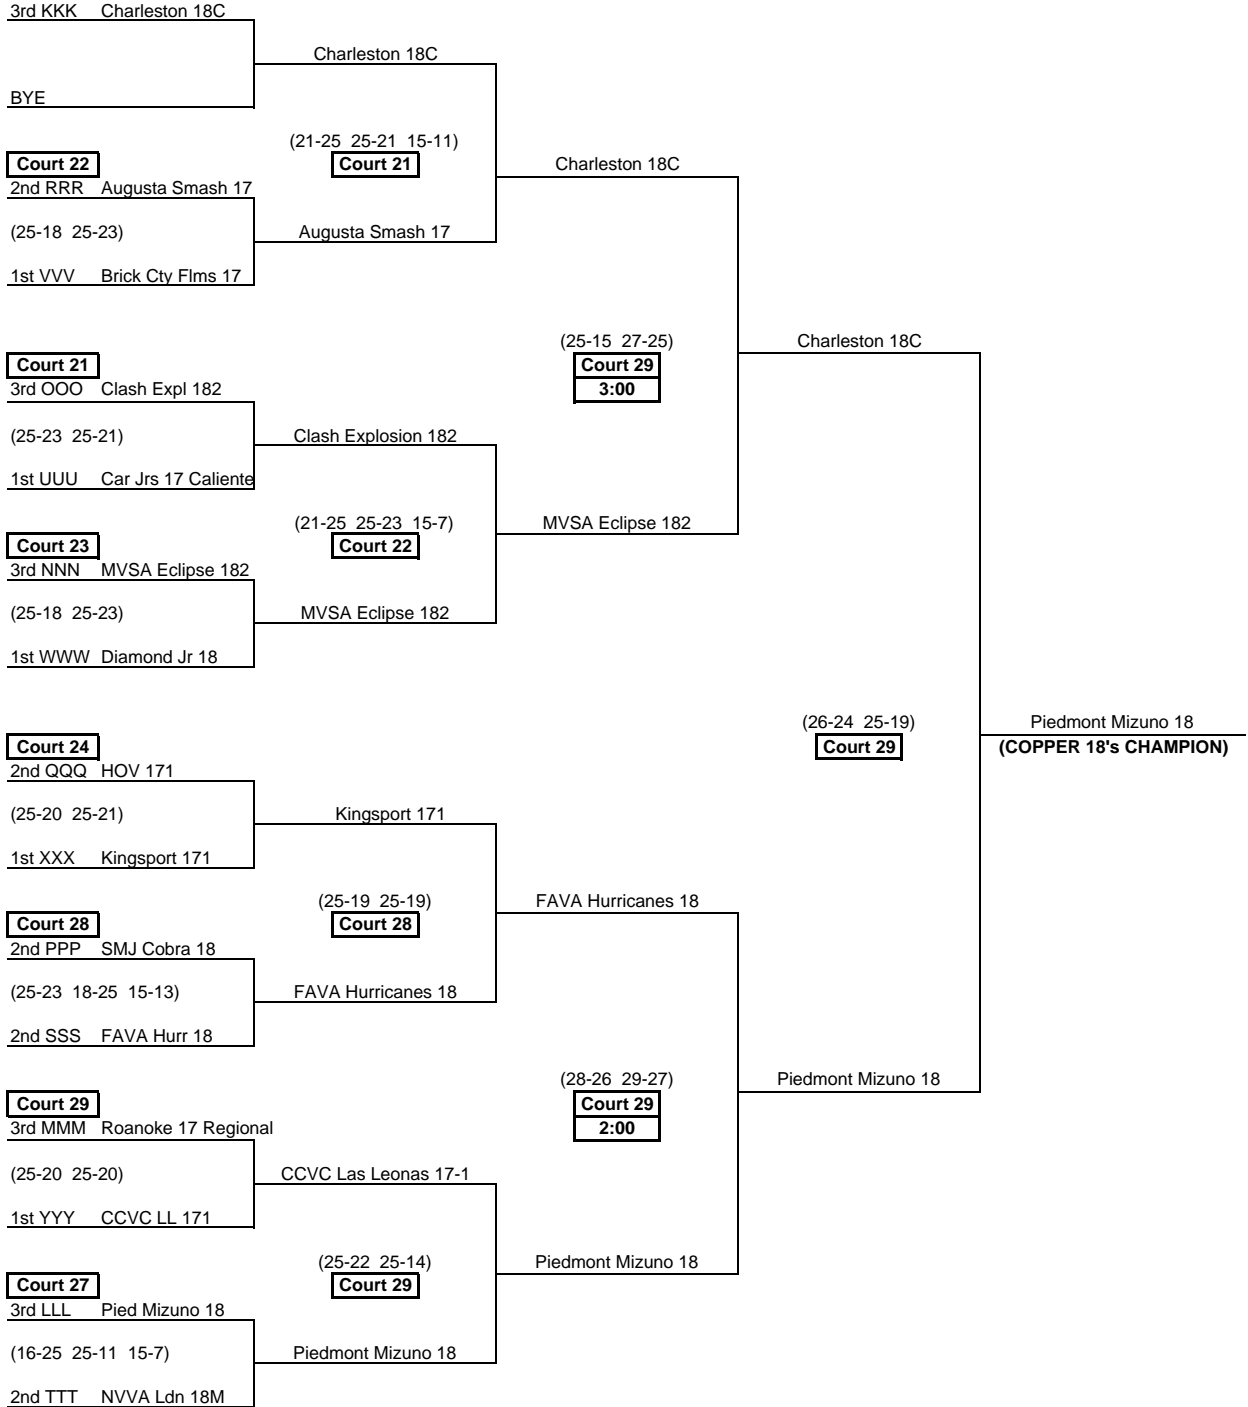 3rd KKK Charleston 18C
Charleston 18C
BYE
(21-25 25-21 15-11)
Court 22
Court 21
Charleston 18C
2nd RRR Augusta Smash 17
(25-18 25-23)
Augusta Smash 17
1st VVV Brick Cty Flms 17
(25-15 27-25)
Charleston 18C
Court 21
Court 29
3rd OOO Clash Expl 182
3:00
(25-23 25-21)
Clash Explosion 182
1st UUU Car Jrs 17 Caliente
(21-25 25-23 15-7)
MVSA Eclipse 182
Court 23
Court 22
3rd NNN MVSA Eclipse 182
(25-18 25-23)
MVSA Eclipse 182
1st WWW Diamond Jr 18
(26-24 25-19)
Piedmont Mizuno 18
Court 24
Court 29
(COPPER 18's CHAMPION)
2nd QQQ HOV 171
(25-20 25-21)
Kingsport 171
1st XXX Kingsport 171
(25-19 25-19)
FAVA Hurricanes 18
Court 28
Court 28
2nd PPP SMJ Cobra 18
(25-23 18-25 15-13)
FAVA Hurricanes 18
2nd SSS FAVA Hurr 18
(28-26 29-27)
Piedmont Mizuno 18
Court 29
Court 29
3rd MMM Roanoke 17 Regional
2:00
(25-20 25-20)
CCVC Las Leonas 17-1
1st YYY CCVC LL 171
(25-22 25-14)
Piedmont Mizuno 18
Court 27
Court 29
3rd LLL Pied Mizuno 18
(16-25 25-11 15-7)
Piedmont Mizuno 18
2nd TTT NVVA Ldn 18M